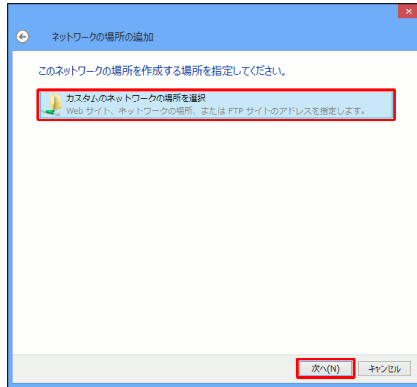 ネットワークの場所の追加
このネットワークの場所を作成する場所を指定してください。
カスタムのネットワークの場所を選択
Web サイト、ネットワークの場所、または FTP サイトのアドレスを指定します。
次へ(N) キャンセル